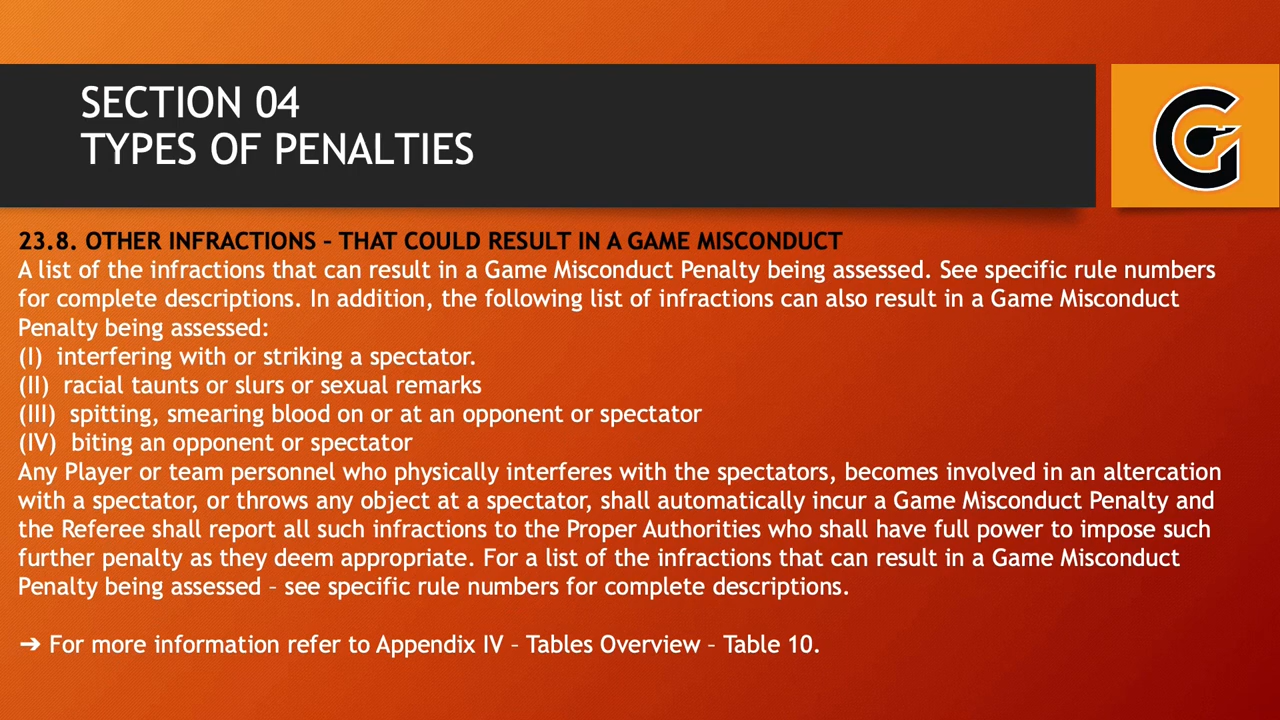 SECTION 04
TYPES OF PENALTIES
G
23.8. OTHER INFRACTIONS – THAT COULD RESULT IN A GAME MISCONDUCT
A list of the infractions that can result in a Game Misconduct Penalty being assessed. See specific rule numbers
for complete descriptions. In addition, the following list of infractions can also result in a Game Misconduct
Penalty being assessed:
(I) interfering with or striking a spectator.
(II) racial taunts or slurs or sexual remarks
(III) spitting, smearing blood on or at an opponent or spectator
(IV) biting an opponent or spectator
Any Player or team personnel who physically interferes with the spectators, becomes involved in an altercation
with a spectator, or throws any object at a spectator, shall automatically incur a Game Misconduct Penalty and
the Referee shall report all such infractions to the Proper Authorities who shall have full power to impose such
further penalty as they deem appropriate. For a list of the infractions that can result in a Game Misconduct
Penalty being assessed – see specific rule numbers for complete descriptions.
➔ For more information refer to Appendix IV – Tables Overview – Table 10.